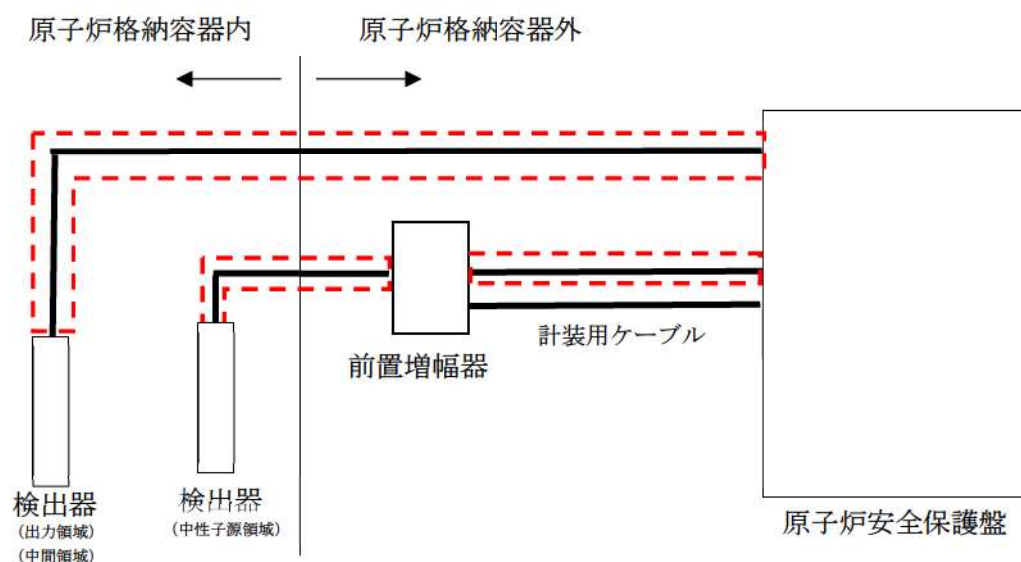 原子炉格納容器内
原子炉格納容器外
計装用ケーブル
前置増幅器
検出器
(出力領域)
(中間領域)
検出器
(中性子源領域)
原子炉安全保護盤